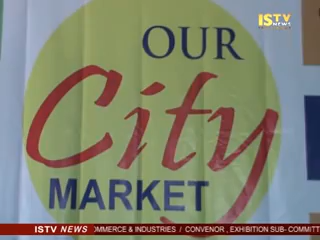 ISTV
NEWS
OUR
City
MARKET
ISTV NEWS
OMMERCE & INDUSTRIES / CONVENOR , EXHIBITION SUB- COMMITT